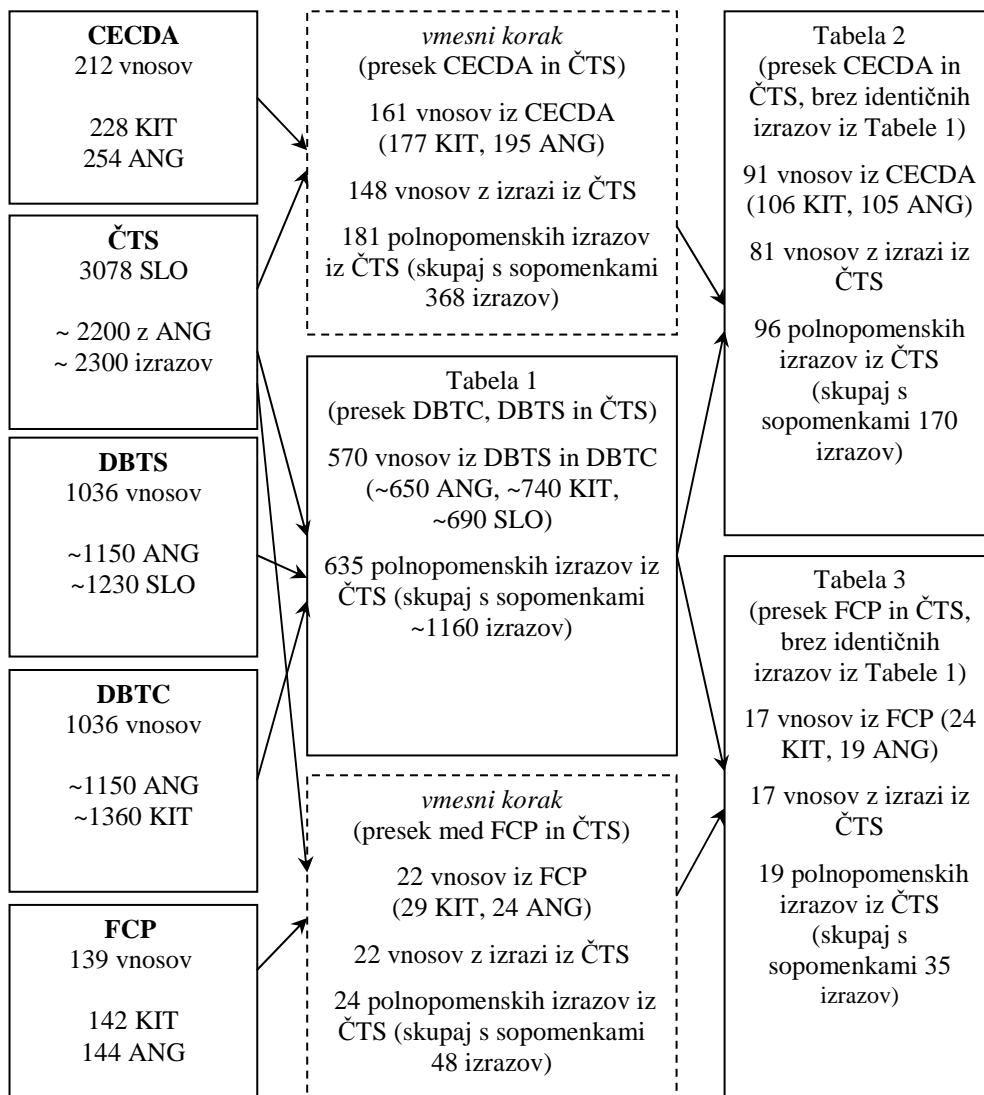 CECDA
212 vnosov
228 KIT
254 ANG
ČTS
3078 SLO
~ 2200 z ANG
~ 2300 izrazov
DBTS
1036 vnosov
~1150 ANG
~1230 SLO
DBTC
1036 vnosov
~1150 ANG
~1360 KIT
FCP
139 vnosov
142 KIT
144 ANG
vmesni korak
(presek CECDA in ČTS)
161 vnosov iz CECDA
(177 KIT, 195 ANG)
148 vnosov z izrazi iz ČTS
181 polnopomenskih izrazov
iz ČTS (skupaj s sopomenkami
368 izrazov)
Tabela 1
(presek DBTC, DBTS in ČTS)
570 vnosov iz DBTS in DBTC
(~650 ANG, ~740 KIT,
~690 SLO)
635 polnopomenskih izrazov iz
ČTS (skupaj s sopomenkami
~1160 izrazov)
vmesni korak
(presek med FCP in ČTS)
22 vnosov iz FCP
(29 KIT, 24 ANG)
22 vnosov z izrazi iz ČTS
24 polnopomenskih izrazov iz
ČTS (skupaj s sopomenkami
48 izrazov)
Tabela 2
(presek CECDA in
ČTS, brez identičnih
izrazov iz Tabele 1)
91 vnosov iz CECDA
(106 KIT, 105 ANG)
81 vnosov z izrazi iz
ČTS
96 polnopomenskih
izrazov iz ČTS
(skupaj s
sopomenkami 170
izrazov)
Tabela 3
(presek FCP in ČTS,
brez identičnih
izrazov iz Tabele 1)
17 vnosov iz FCP (24
KIT, 19 ANG)
17 vnosov z izrazi iz
ČTS
19 polnopomenskih
izrazov iz ČTS
(skupaj s
sopomenkami 35
izrazov)